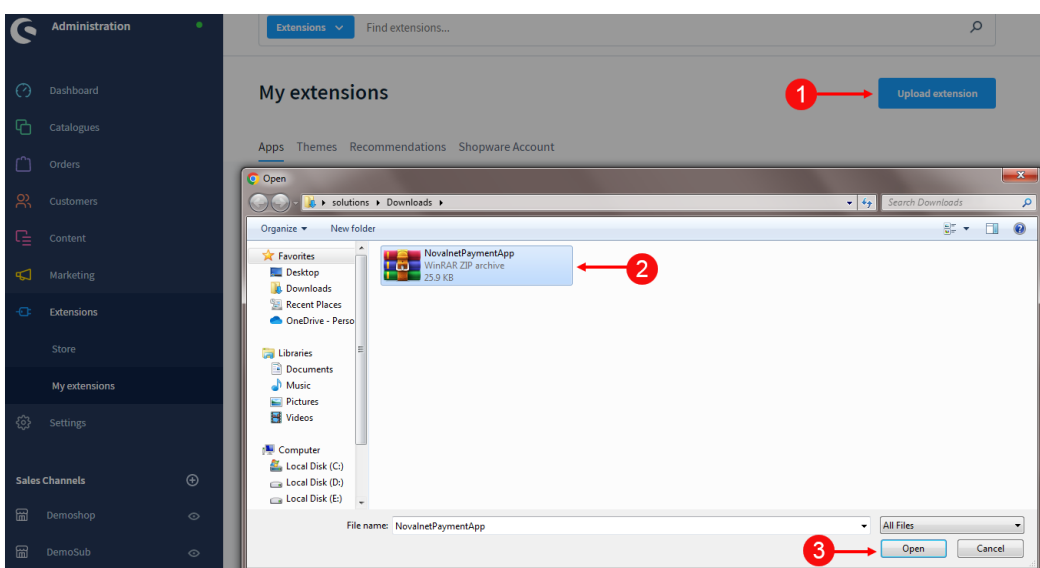 Administration
Extensions
Find extensions...
Dashboard
Catalogues
Orders
Customers
Content
Marketing
Extensions
Store
My extensions
Settings
Sales Channels
Demoshop
DemoSub
My extensions
1
Upload extension
Apps Themes Recommendations Shopware Account
Open
solutions Downloads
Search Downloads
Organize New folder
Favorites
Desktop
Downloads
Recent Places
OneDrive - Perso
Libraries
Documents
Music
Pictures
Videos
Computer
Local Disk (C:)
Local Disk (D:)
Local Disk (E:)
NovalnetPaymentApp
WinRAR ZIP archive
25.9 KB
2
File name: NovalnetPaymentApp
All Files
3
Open Cancel